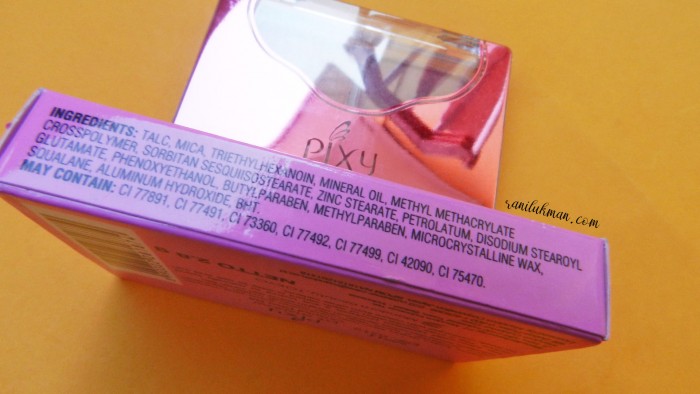 PIXY
INGREDIENTS: TALC, MICA, TRIETHYLHEXANOIN, MINERAL OIL, METHYL METHACRYLATE
CROSSPOLYMER, SORBITAN SESQUIISOSTEARATE, ZINC STEARATE, PETROLATUM, DISODIUM STEAROYL
GLUTAMATE, PHENOXYETHANOL, BUTYLPARABEN, METHYLPARABEN, MICROCRYSTALLINE WAX,
SQUALANE, ALUMINUM HYDROXIDE, BHT.
MAY CONTAIN: CI 77891, CI 77491, CI 73360, CI 77492, CI 77499, CI 42090, CI 75470.
ranilukman.com
NETTO